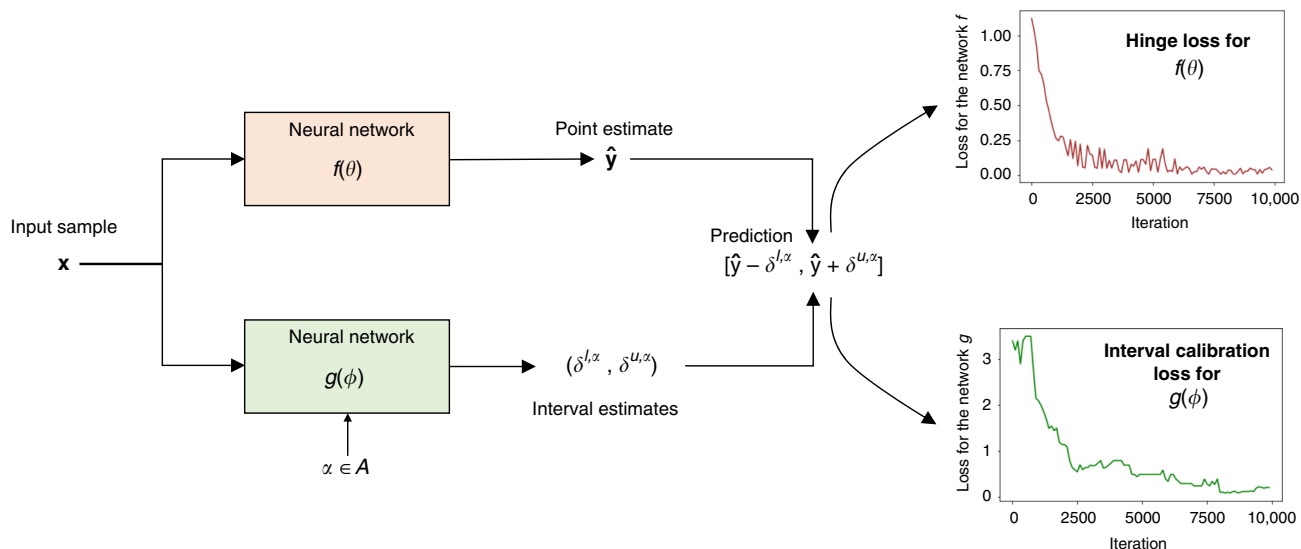 Input sample
x
Neural network
f(θ)
Point estimate
ŷ
Neural network
g(ϕ)
α ∈ A
(δ^{l,α} , δ^{u,α})
Interval estimates
Prediction
[ŷ − δ^{l,α} , ŷ + δ^{u,α}]
Loss for the network f
1.00
0.75
0.50
0.25
0.00
Hinge loss for
f(θ)
0 2500 5000 7500 10,000
Iteration
Loss for the network g
3
2
1
0
Interval calibration
loss for
g(ϕ)
0 2500 5000 7500 10,000
Iteration